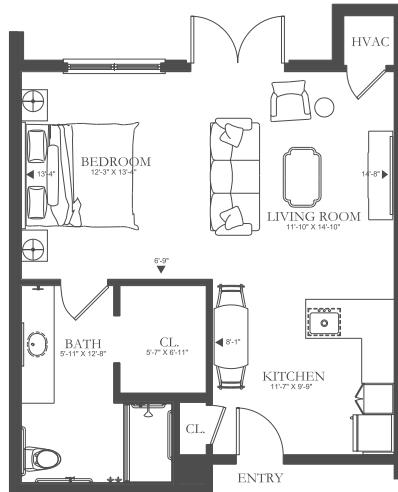 HVAC
BEDROOM
12'-3" X 13'-4"
13'-4"
14'-8"
LIVING ROOM
11'-10" X 14'-10"
6'-9"
BATH
5'-11" X 12'-8"
CL.
5'-7" X 6'-11"
8'-1"
KITCHEN
11'-7" X 9'-9"
CL.
ENTRY